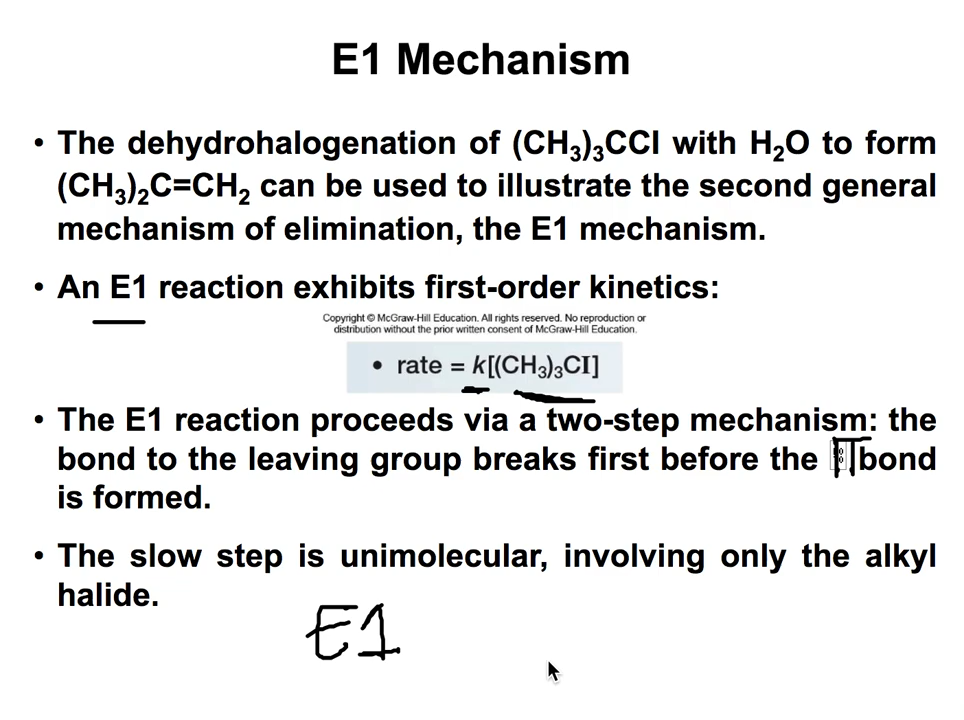 E1 Mechanism
• The dehydrohalogenation of (CH₃)₃CCI with H₂O to form
(CH₃)₂C=CH₂ can be used to illustrate the second general
mechanism of elimination, the E1 mechanism.
• An E1 reaction exhibits first-order kinetics:
Copyright © McGraw-Hill Education. All rights reserved. No reproduction or
distribution without the prior written consent of McGraw-Hill Education.
• rate = k[(CH₃)₃CI]
• The E1 reaction proceeds via a two-step mechanism: the
bond to the leaving group breaks first before the π bond
is formed.
• The slow step is unimolecular, involving only the alkyl
halide.
E1